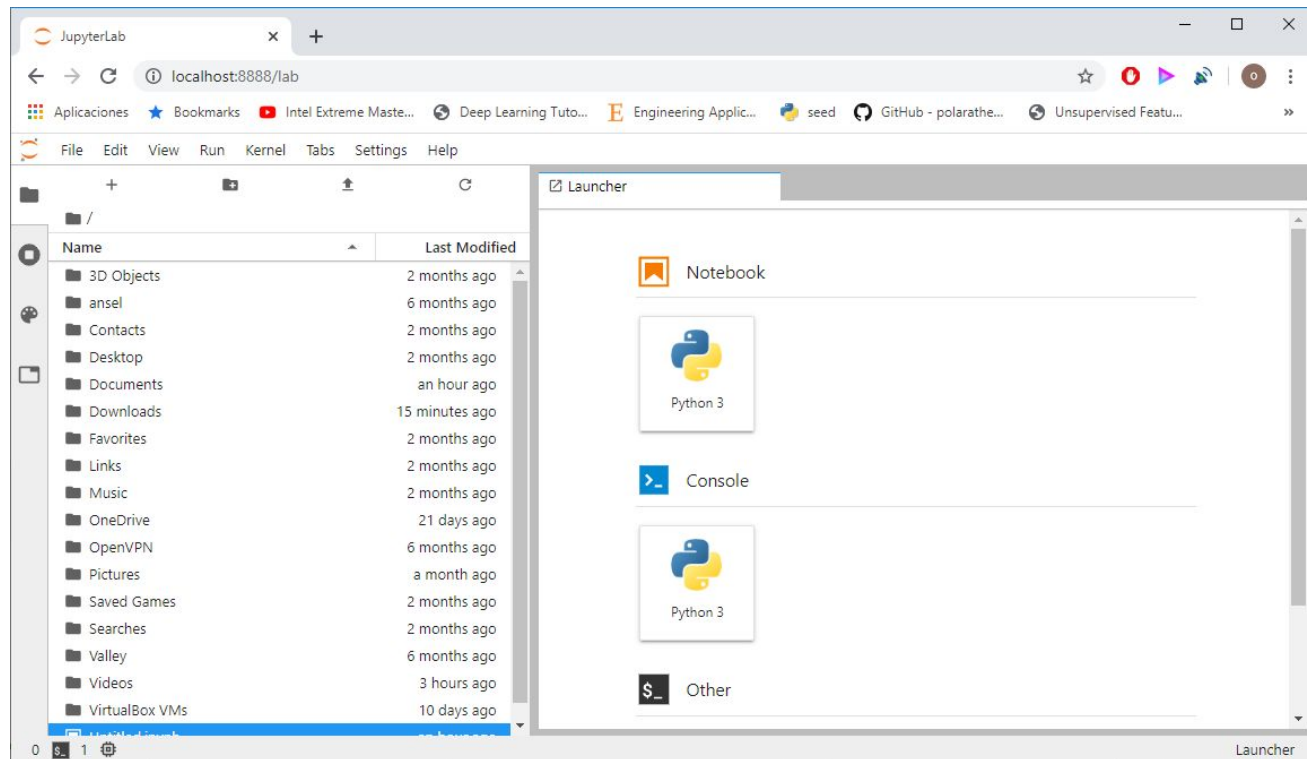 JupyterLab
localhost:8888/lab
O
Aplicaciones Bookmarks Intel Extreme Maste... Deep Learning Tuto... Engineering Applic... seed GitHub - polarathe... Unsupervised Featu... »
File Edit View Run Kernel Tabs Settings Help
Launcher
/
Name Last Modified
3D Objects 2 months ago
ansel 6 months ago
Contacts 2 months ago
Desktop 2 months ago
Documents an hour ago
Downloads 15 minutes ago
Favorites 2 months ago
Links 2 months ago
Music 2 months ago
OneDrive 21 days ago
OpenVPN 6 months ago
Pictures a month ago
Saved Games 2 months ago
Searches 2 months ago
Valley 6 months ago
Videos 3 hours ago
VirtualBox VMs 10 days ago
Untitled.ipynb an hour ago
Notebook
Python 3
Console
Python 3
$_ Other
0 $_ 1
Launcher